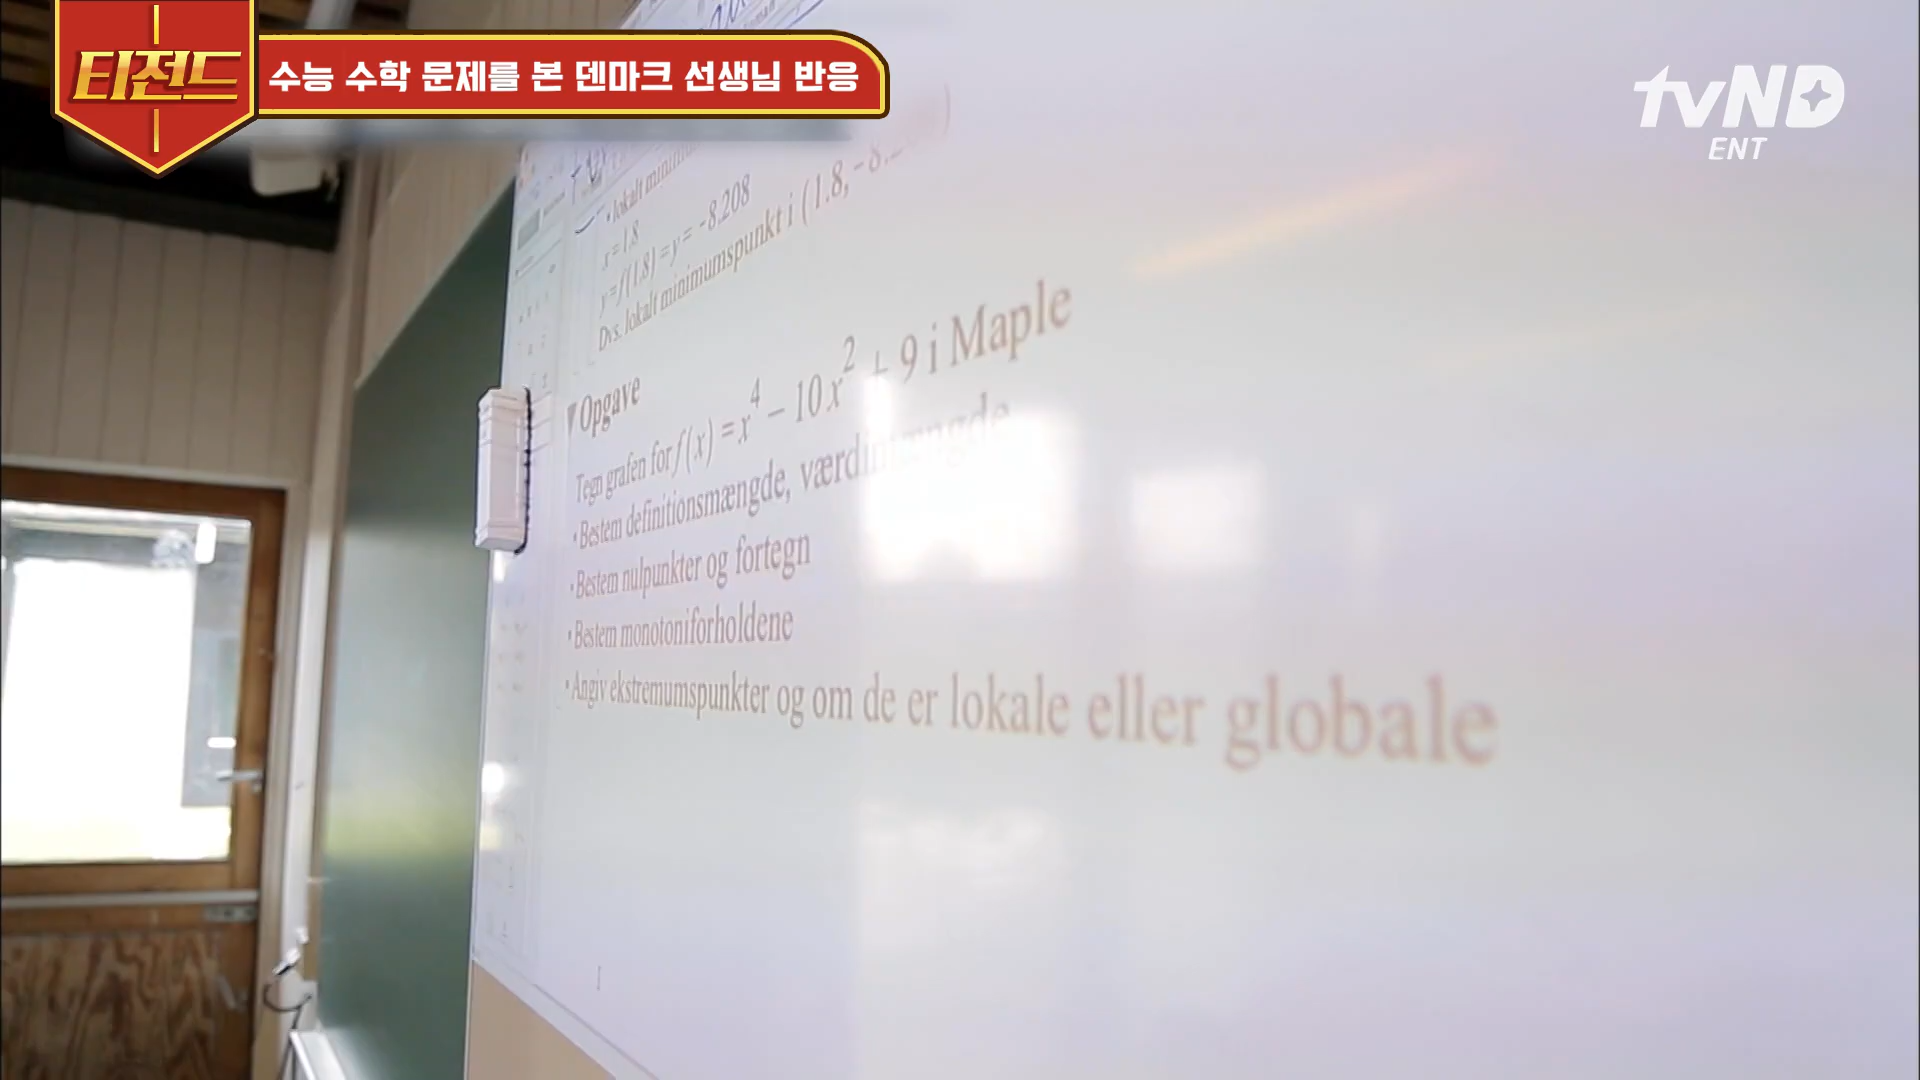 티전드
수능 수학 문제를 본 덴마크 선생님 반응
tvND
ENT
• lokalt
x = 1.8
y = f(1.8) = y = -8.208
Dvs. lokalt minimumspunkt i (1.8, -8.
Opgave
Tegn grafen for f(x) = x⁴ − 10x² + 9 i Maple
• Bestem definitionsmængde, værdimængde
• Bestem nulpunkter og fortegn
• Bestem monotoniforholdene
• Angiv ekstremumspunkter og om de er lokale eller globale